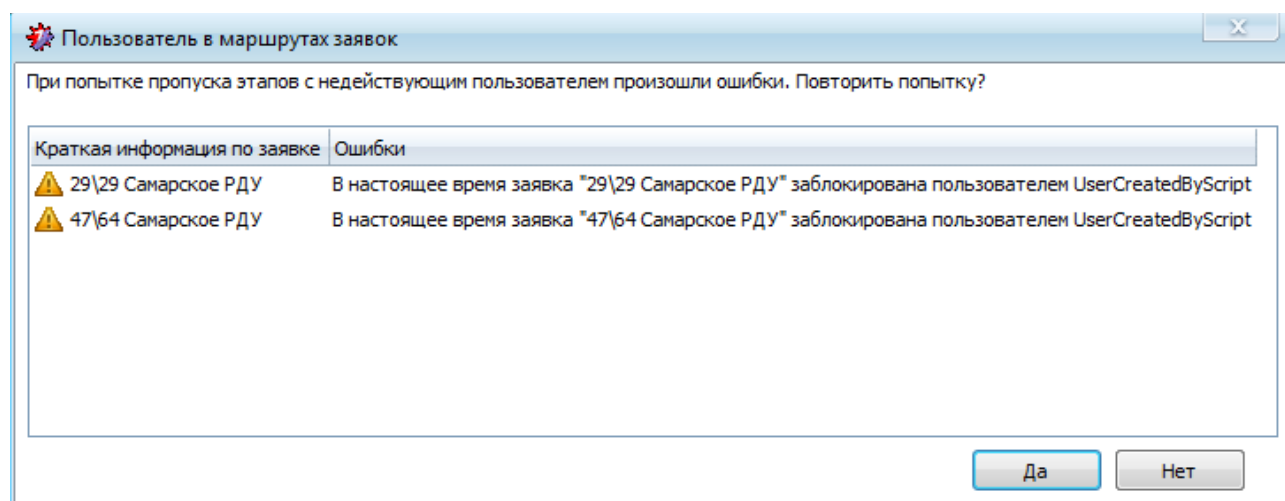 Пользователь в маршрутах заявок
При попытке пропуска этапов с недействующим пользователем произошли ошибки. Повторить попытку?
Краткая информация по заявке Ошибки
29\29 Самарское РДУ В настоящее время заявка "29\29 Самарское РДУ" заблокирована пользователем UserCreatedByScript
47\64 Самарское РДУ В настоящее время заявка "47\64 Самарское РДУ" заблокирована пользователем UserCreatedByScript
Да Нет